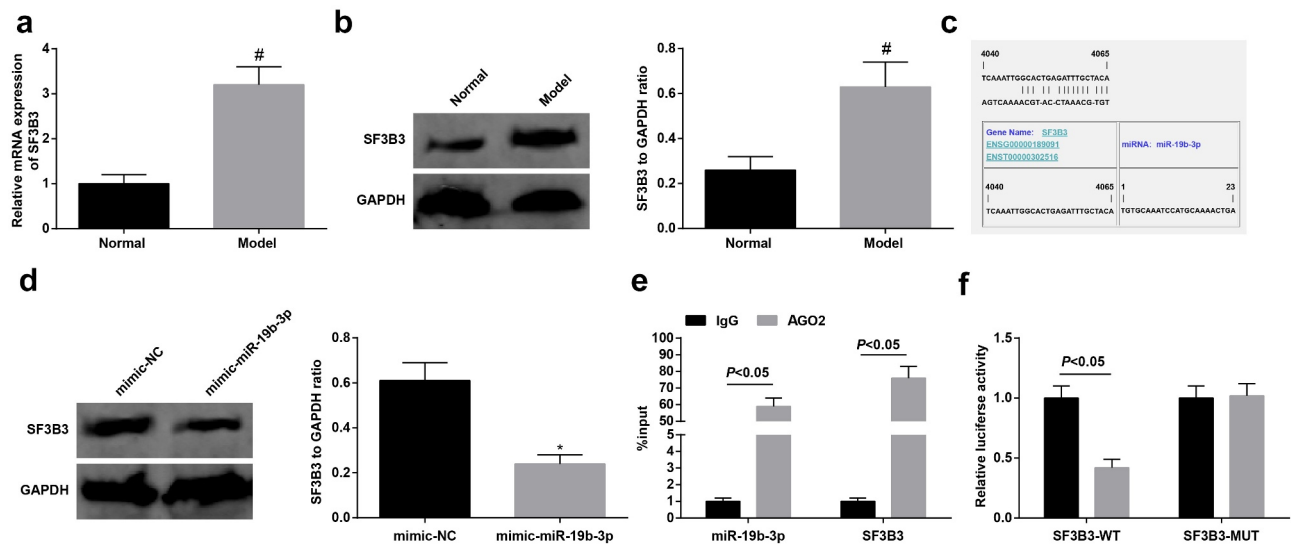 a
Relative mRNA expression
of SF3B3
4
3
2
1
0
#
Normal
Model
b
Normal
Model
SF3B3
GAPDH
SF3B3 to GAPDH ratio
0.8
0.6
0.4
0.2
0.0
#
Normal
Model
c
4040 4065
TCAAATTGGCACTGAGATTTGCTACA
AGTCAAAACGT-AC-CTAAACG-TGT
Gene Name: SF3B3
ENSG00000189091
ENST00000302516
miRNA: miR-19b-3p
4040 4065
TCAAATTGGCACTGAGATTTGCTACA
1 23
TGTGCAAATCCATGCAAAACTGA
d
mimic-NC
mimic-miR-19b-3p
SF3B3
GAPDH
SF3B3 to GAPDH ratio
0.8
0.6
0.4
0.2
0.0
*
mimic-NC
mimic-miR-19b-3p
e
IgG
AGO2
%input
100
90
80
70
60
50
5
4
3
2
1
0
P<0.05
P<0.05
miR-19b-3p
SF3B3
f
Relative luciferse activity
1.5
1.0
0.5
0.0
P<0.05
SF3B3-WT
SF3B3-MUT